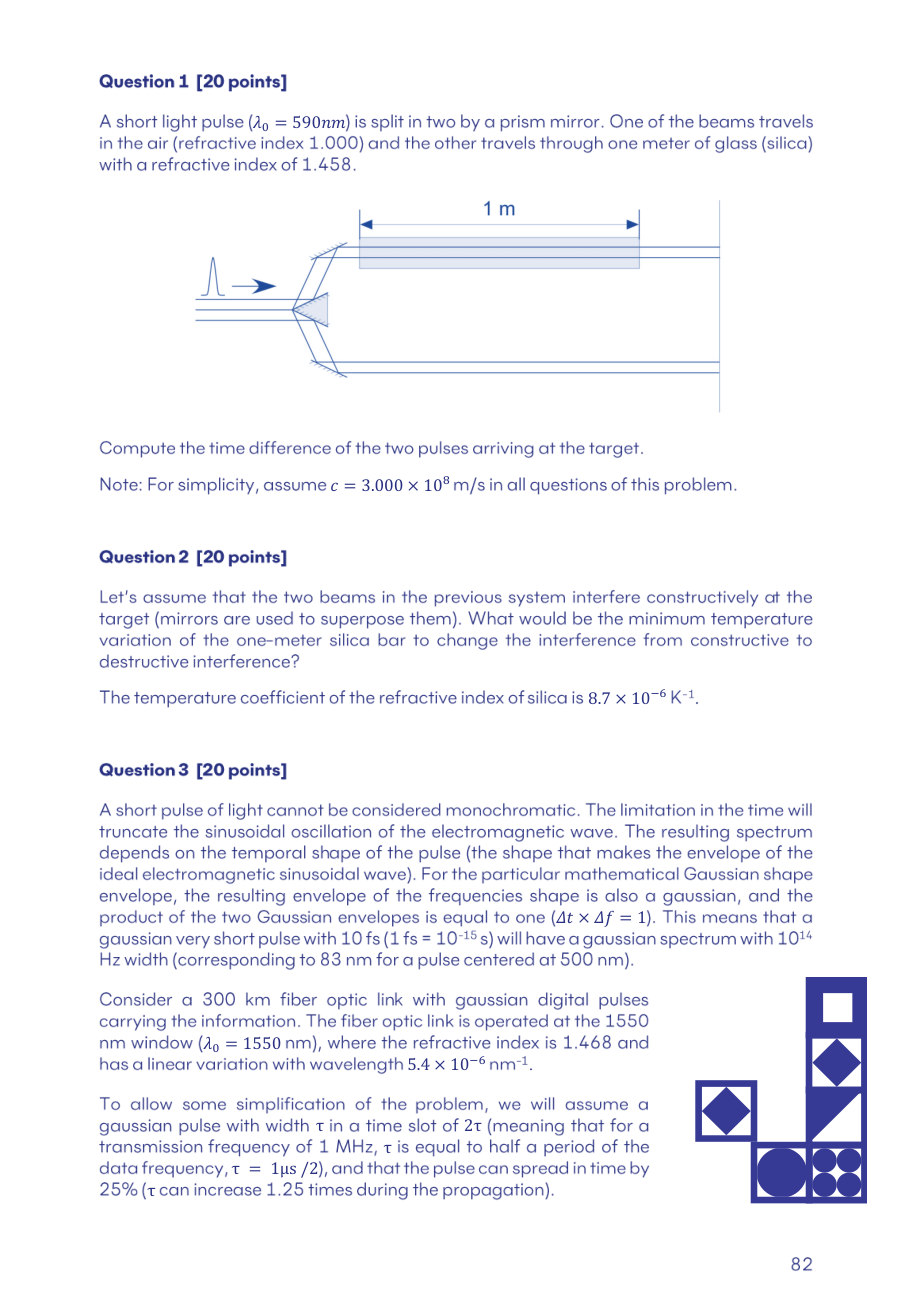 Question 1 [20 points]
A short light pulse (λ₀ = 590nm) is split in two by a prism mirror. One of the beams travels
in the air (refractive index 1.000) and the other travels through one meter of glass (silica)
with a refractive index of 1.458.
1 m
Compute the time difference of the two pulses arriving at the target.
Note: For simplicity, assume c = 3.000 × 10⁸ m/s in all questions of this problem.
Question 2 [20 points]
Let's assume that the two beams in the previous system interfere constructively at the
target (mirrors are used to superpose them). What would be the minimum temperature
variation of the one-meter silica bar to change the interference from constructive to
destructive interference?
The temperature coefficient of the refractive index of silica is 8.7 × 10⁻⁶ K⁻¹.
Question 3 [20 points]
A short pulse of light cannot be considered monochromatic. The limitation in the time will
truncate the sinusoidal oscillation of the electromagnetic wave. The resulting spectrum
depends on the temporal shape of the pulse (the shape that makes the envelope of the
ideal electromagnetic sinusoidal wave). For the particular mathematical Gaussian shape
envelope, the resulting envelope of the frequencies shape is also a gaussian, and the
product of the two Gaussian envelopes is equal to one (Δt × Δf = 1). This means that a
gaussian very short pulse with 10 fs (1 fs = 10⁻¹⁵ s) will have a gaussian spectrum with 10¹⁴
Hz width (corresponding to 83 nm for a pulse centered at 500 nm).
Consider a 300 km fiber optic link with gaussian digital pulses
carrying the information. The fiber optic link is operated at the 1550
nm window (λ₀ = 1550 nm), where the refractive index is 1.468 and
has a linear variation with wavelength 5.4 × 10⁻⁶ nm⁻¹.
To allow some simplification of the problem, we will assume a
gaussian pulse with width τ in a time slot of 2τ (meaning that for a
transmission frequency of 1 MHz, τ is equal to half a period of the
data frequency, τ = 1μs /2), and that the pulse can spread in time by
25% (τ can increase 1.25 times during the propagation).
82